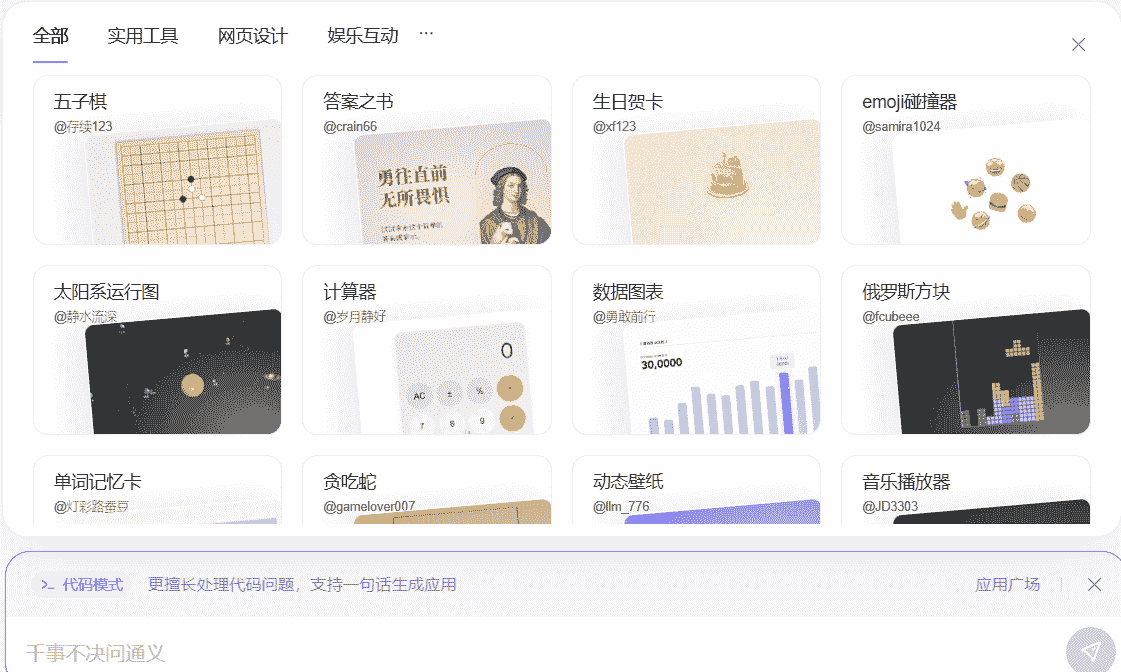 全部 实用工具 网页设计 娱乐互动 ···
五子棋 答案之书 生日贺卡 emoji碰撞器
@存续123 @crain66 @xf123 @samira1024
勇往直前
无所畏惧
太阳系运行图 计算器 数据图表 俄罗斯方块
@静水流深 @岁月静好 @勇敢前行 @fcubeee
0
30,0000
AC ± %
7 8 9
单词记忆卡 贪吃蛇 动态壁纸 音乐播放器
@灯彩路蚕豆 @gamelover007 @llm_776 @JD3303
>_ 代码模式 更擅长处理代码问题，支持一句话生成应用 应用广场
千事不决问通义